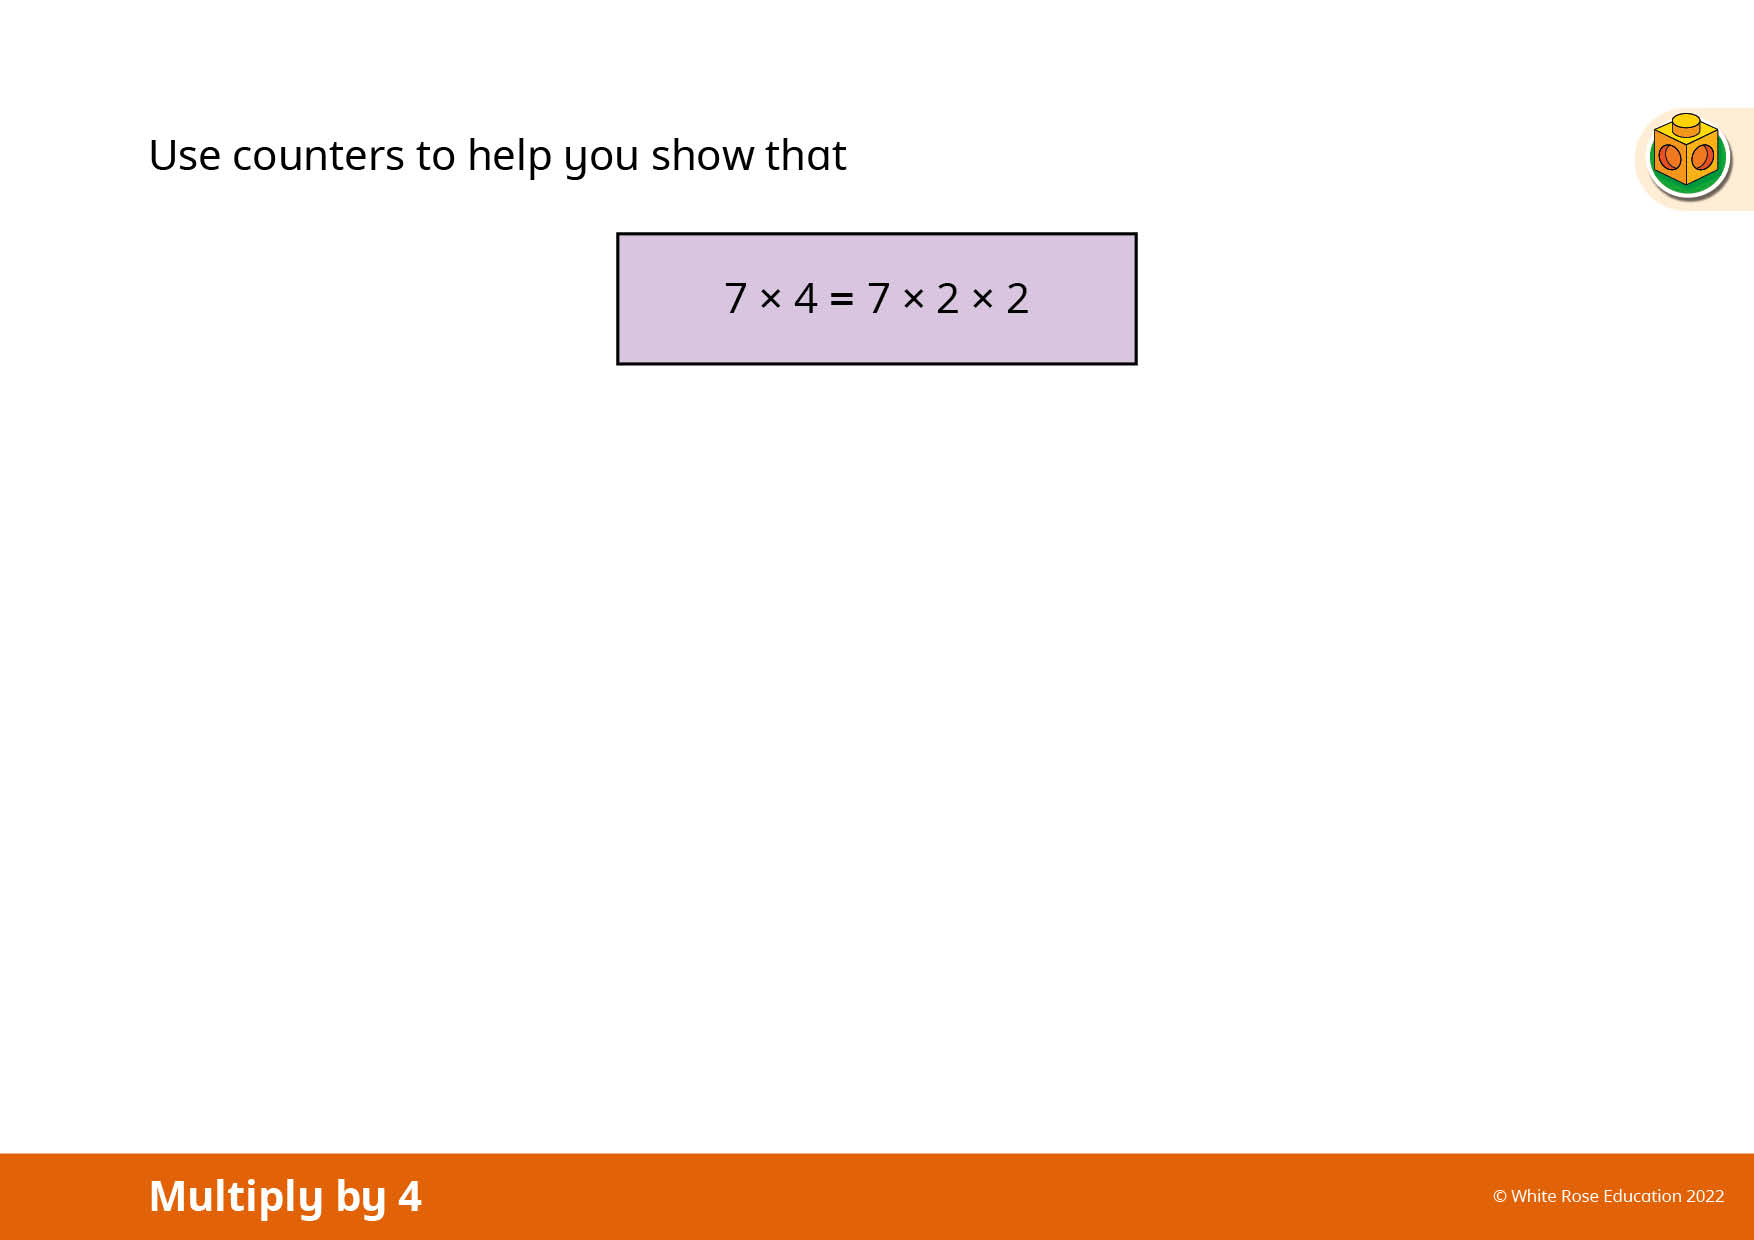 Use counters to help you show that
7 × 4 = 7 × 2 × 2
Multiply by 4
© White Rose Education 2022